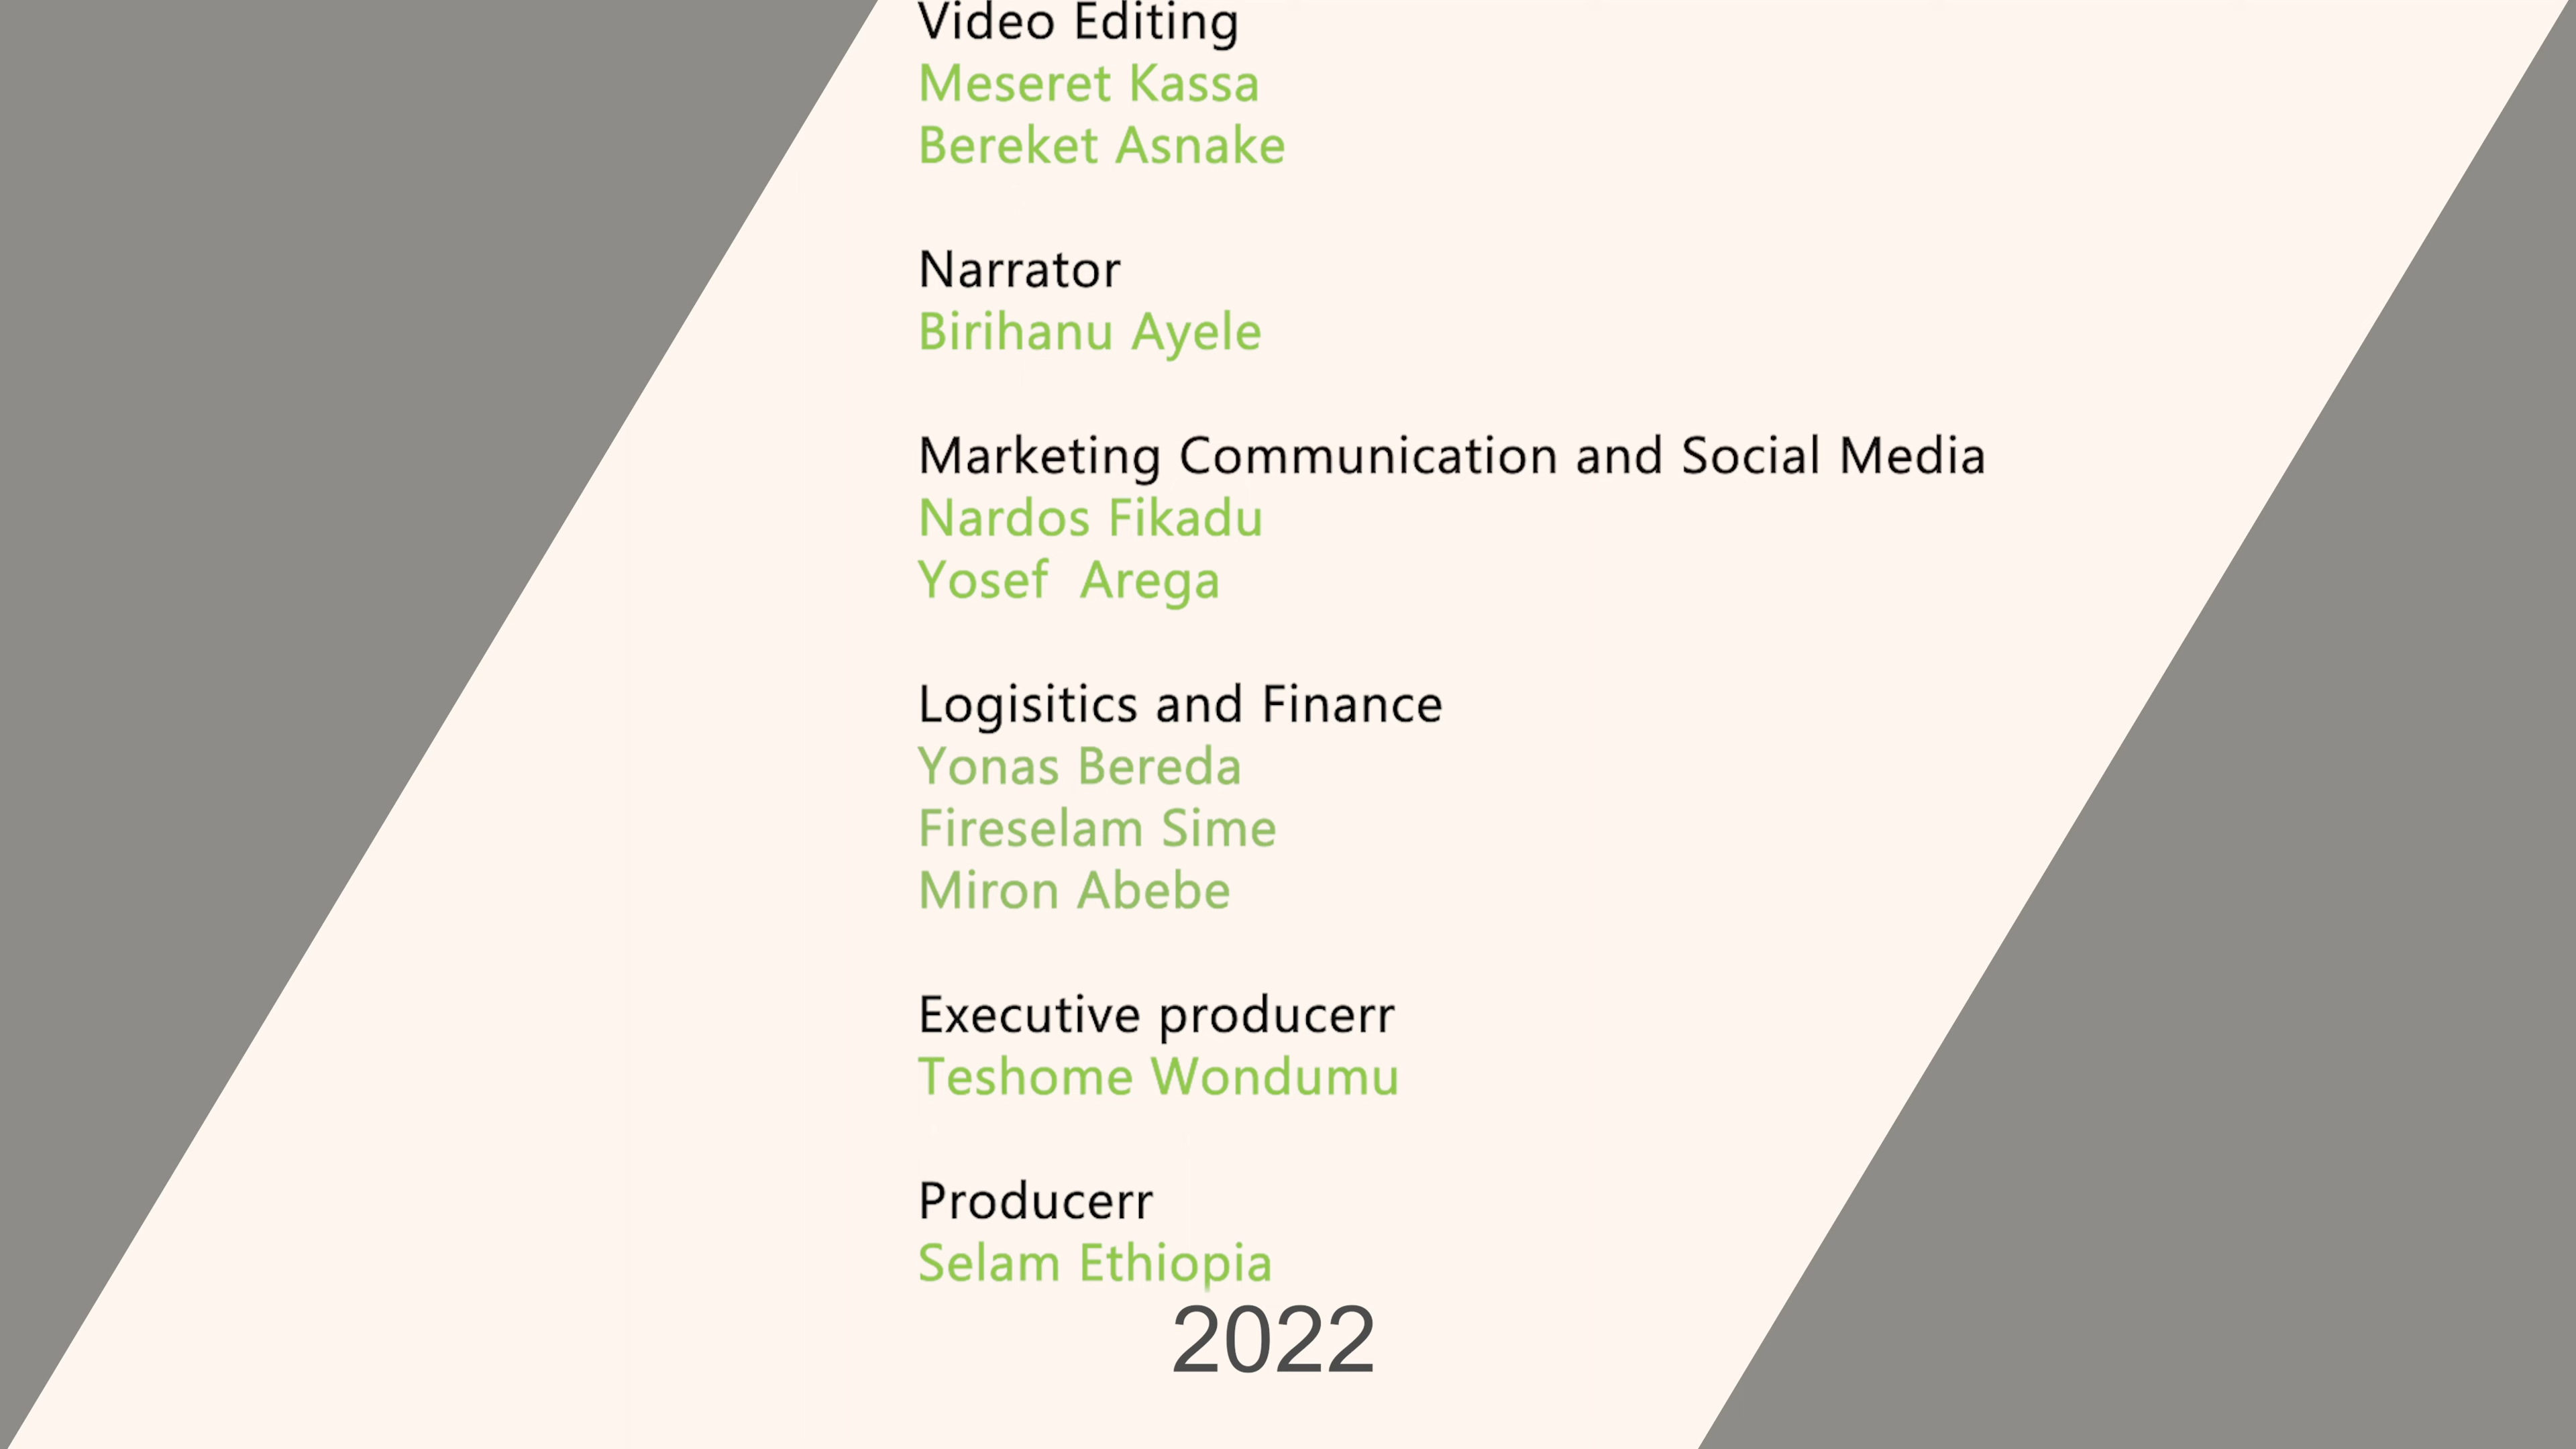 Video Editing
Meseret Kassa
Bereket Asnake
Narrator
Birihanu Ayele
Marketing Communication and Social Media
Nardos Fikadu
Yosef  Arega
Logisitics and Finance
Yonas Bereda
Fireselam Sime
Miron Abebe
Executive producerr
Teshome Wondumu
Producerr
Selam Ethiopia
2022